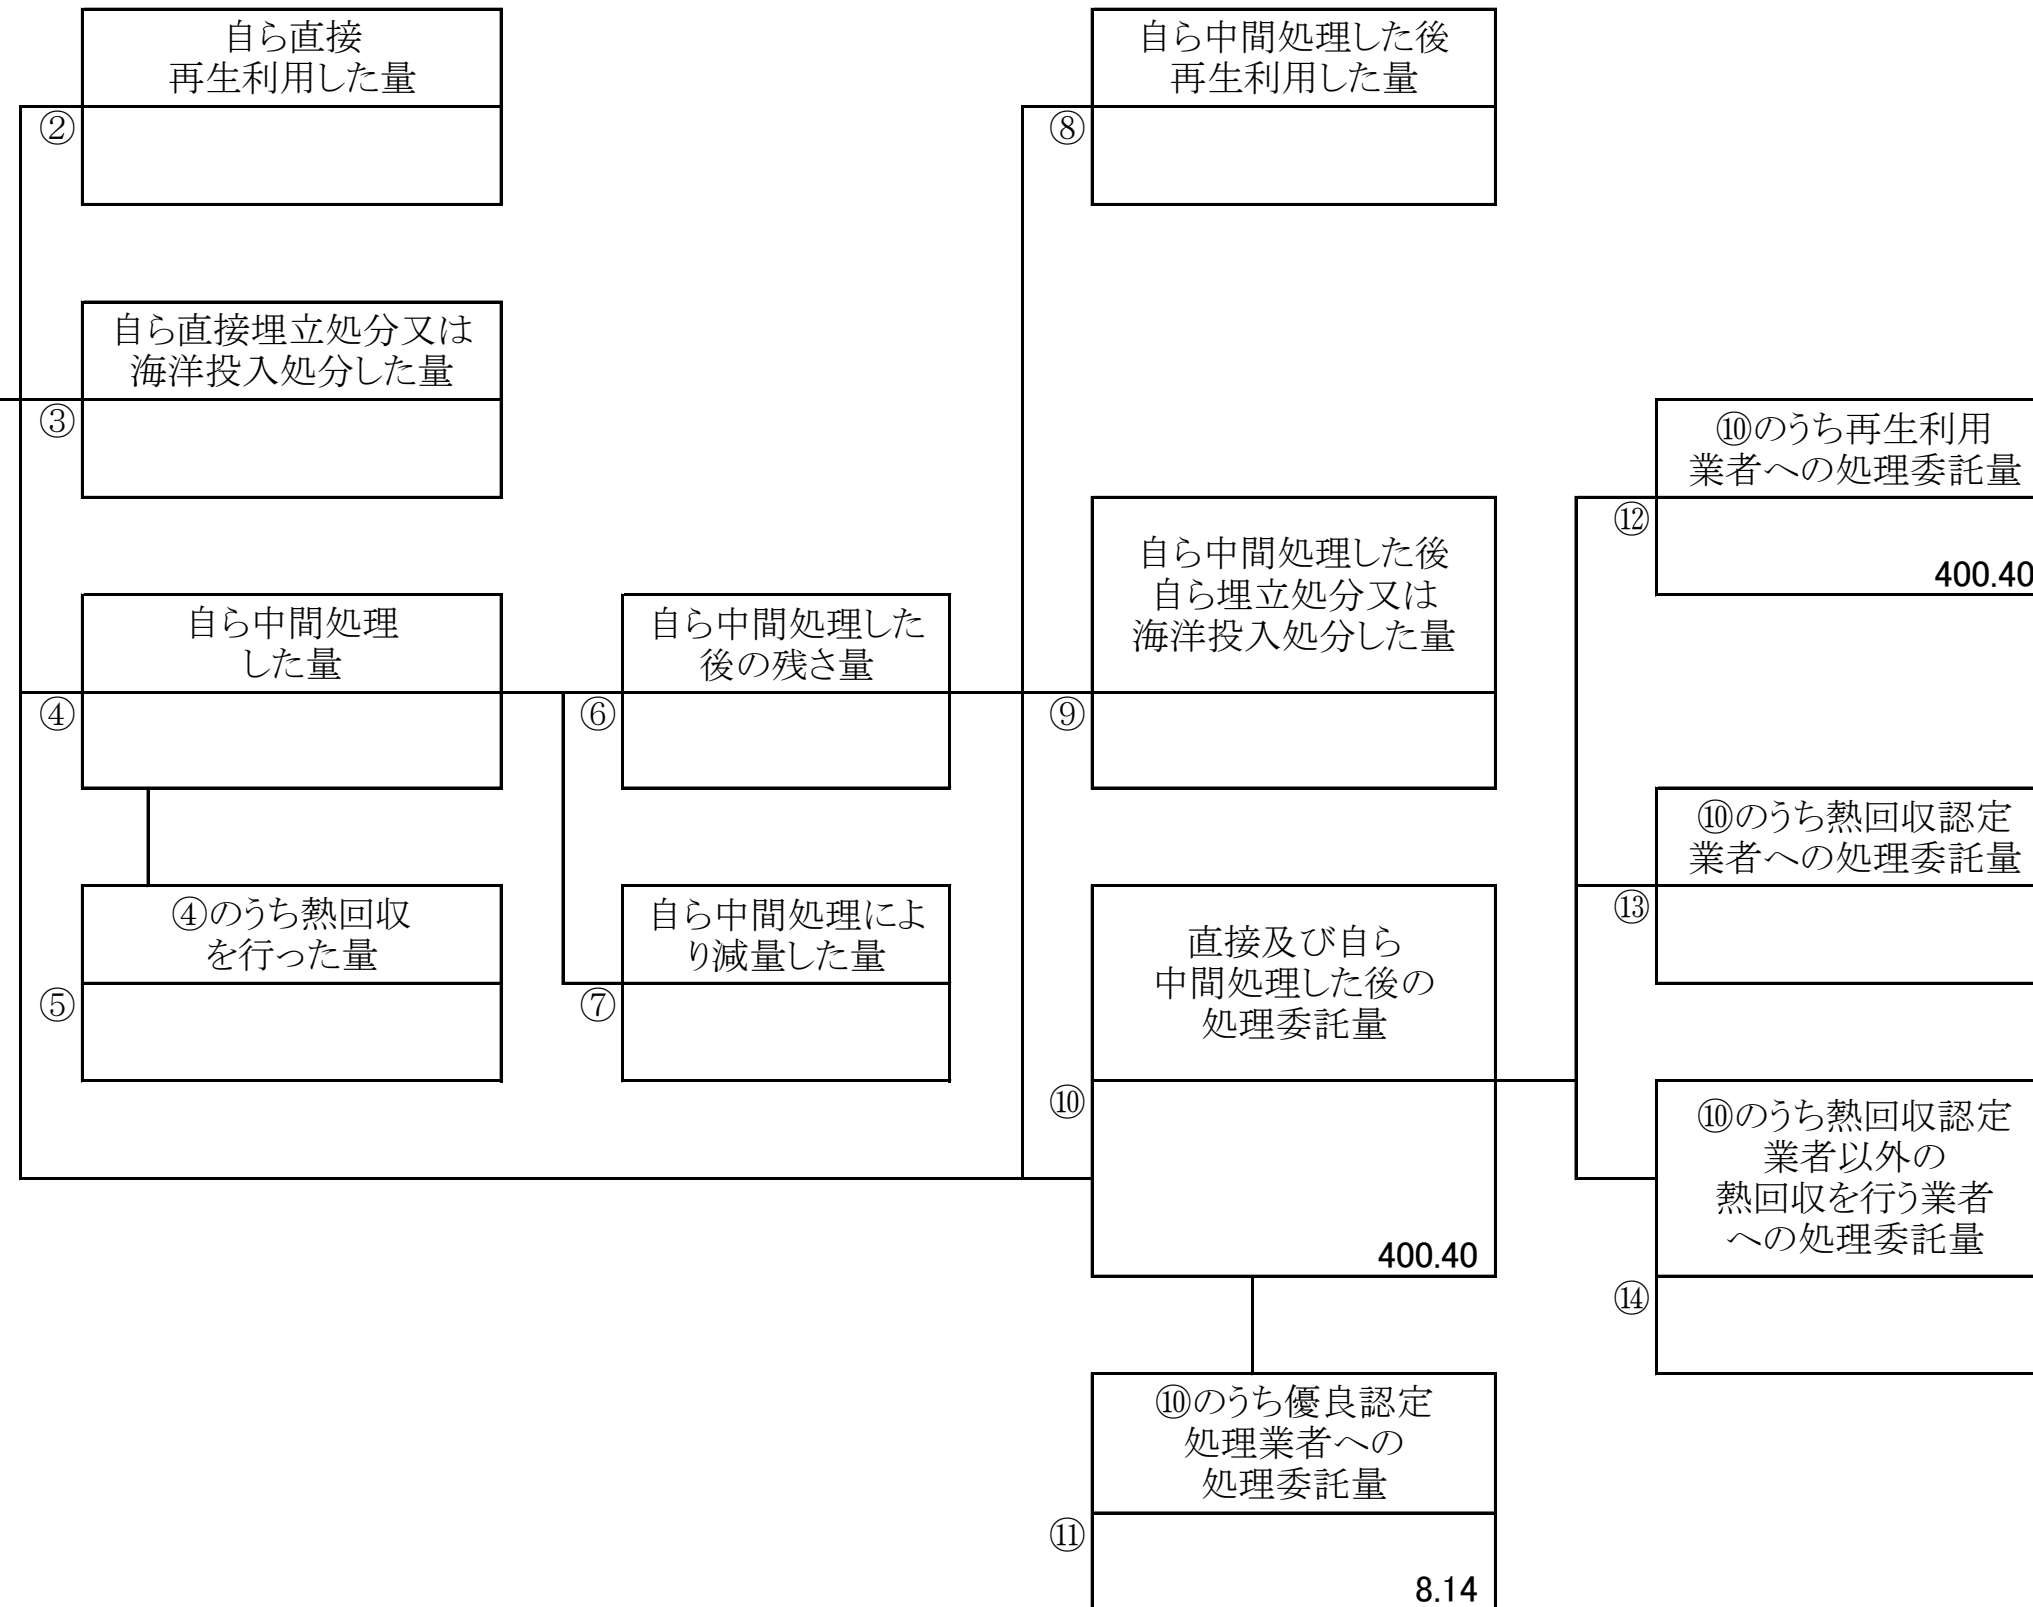 自ら直接
再生利用した量
②
自ら直接埋立処分又は
海洋投入処分した量
③
自ら中間処理
した量
④
④のうち熱回収
を行った量
⑤
自ら中間処理した
後の残さ量
⑥
自ら中間処理によ
り減量した量
⑦
自ら中間処理した後
再生利用した量
⑧
自ら中間処理した後
自ら埋立処分又は
海洋投入処分した量
⑨
直接及び自ら
中間処理した後の
処理委託量
⑩
400.40
⑩のうち優良認定
処理業者への
処理委託量
⑪
8.14
⑩のうち再生利用
業者への処理委託量
⑫
400.40
⑩のうち熱回収認定
業者への処理委託量
⑬
⑩のうち熱回収認定
業者以外の
熱回収を行う業者
への処理委託量
⑭